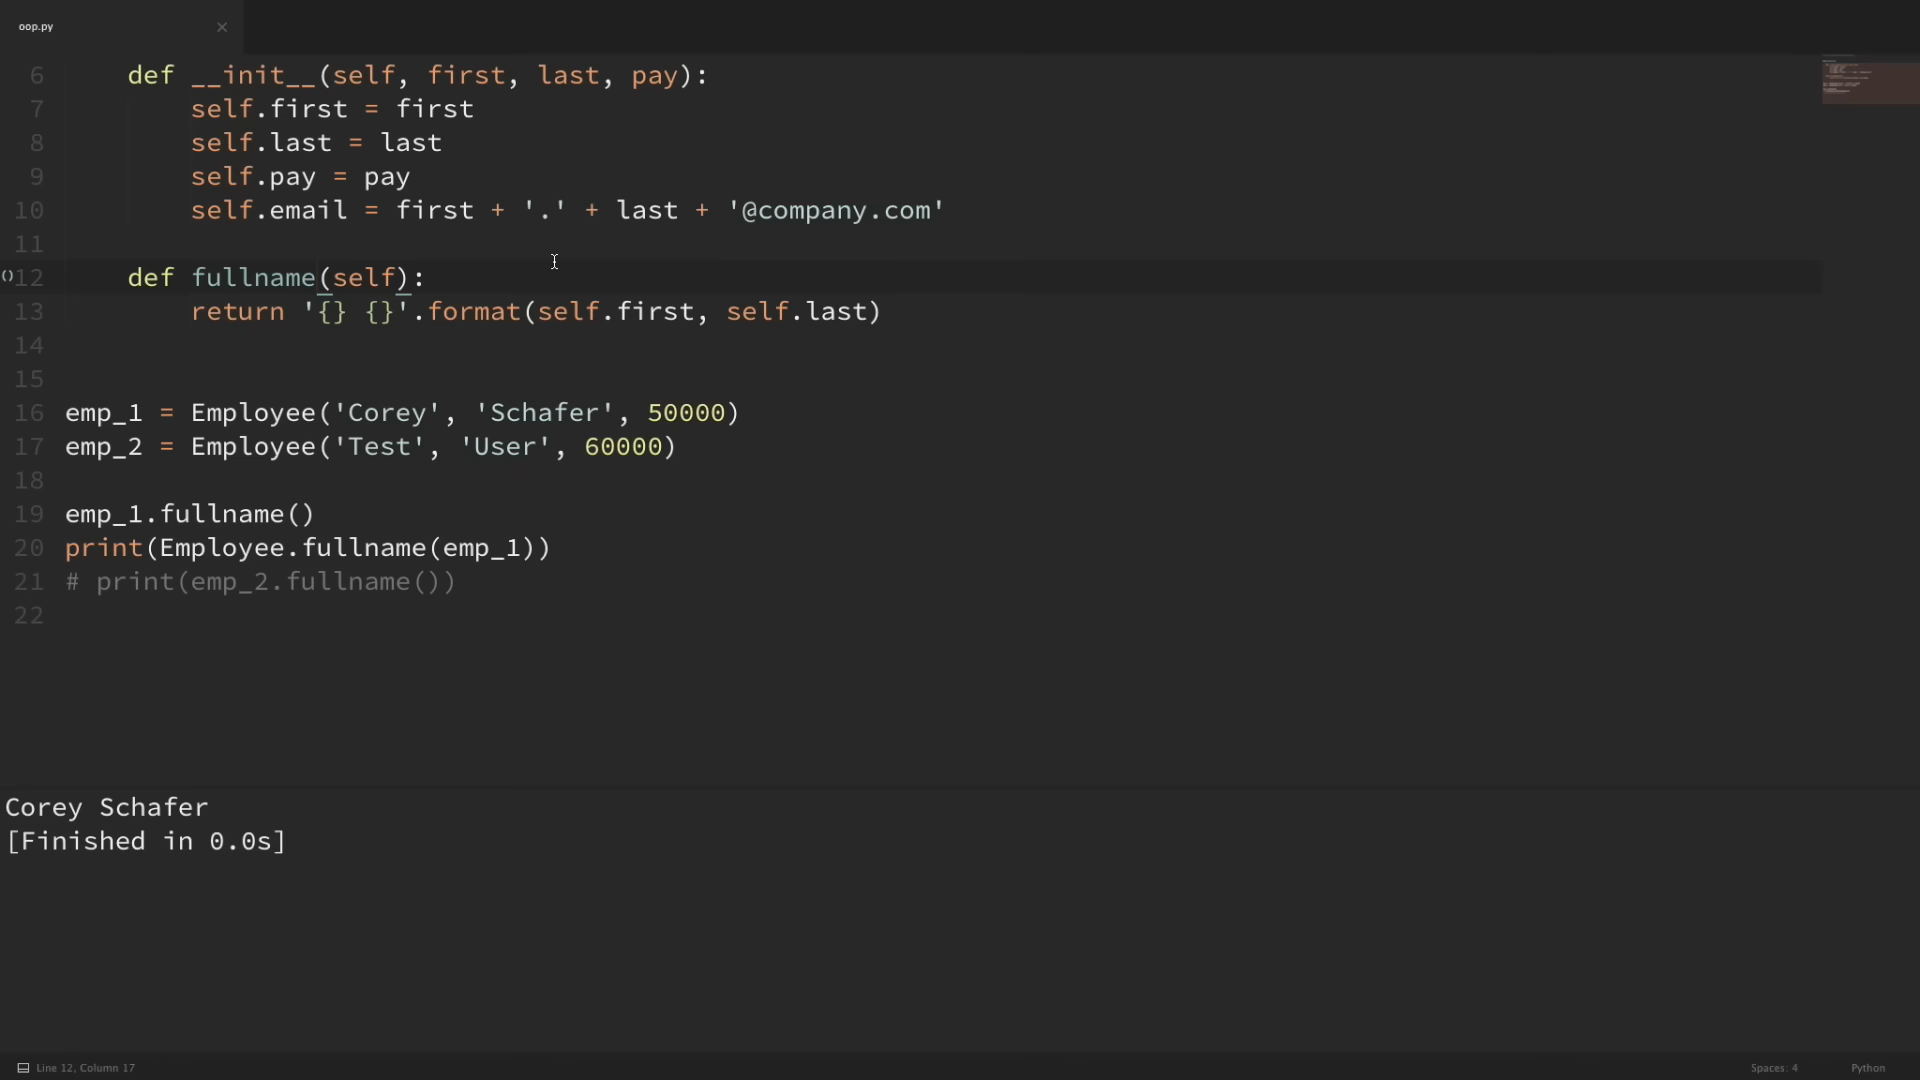 oop.py ×
6     def __init__(self, first, last, pay):
7         self.first = first
8         self.last = last
9         self.pay = pay
10         self.email = first + '.' + last + '@company.com'
11
()12     def fullname(self):
13         return '{} {}'.format(self.first, self.last)
14
15
16 emp_1 = Employee('Corey', 'Schafer', 50000)
17 emp_2 = Employee('Test', 'User', 60000)
18
19 emp_1.fullname()
20 print(Employee.fullname(emp_1))
21 # print(emp_2.fullname())
22
Corey Schafer
[Finished in 0.0s]
Line 12, Column 17 Spaces: 4 Python